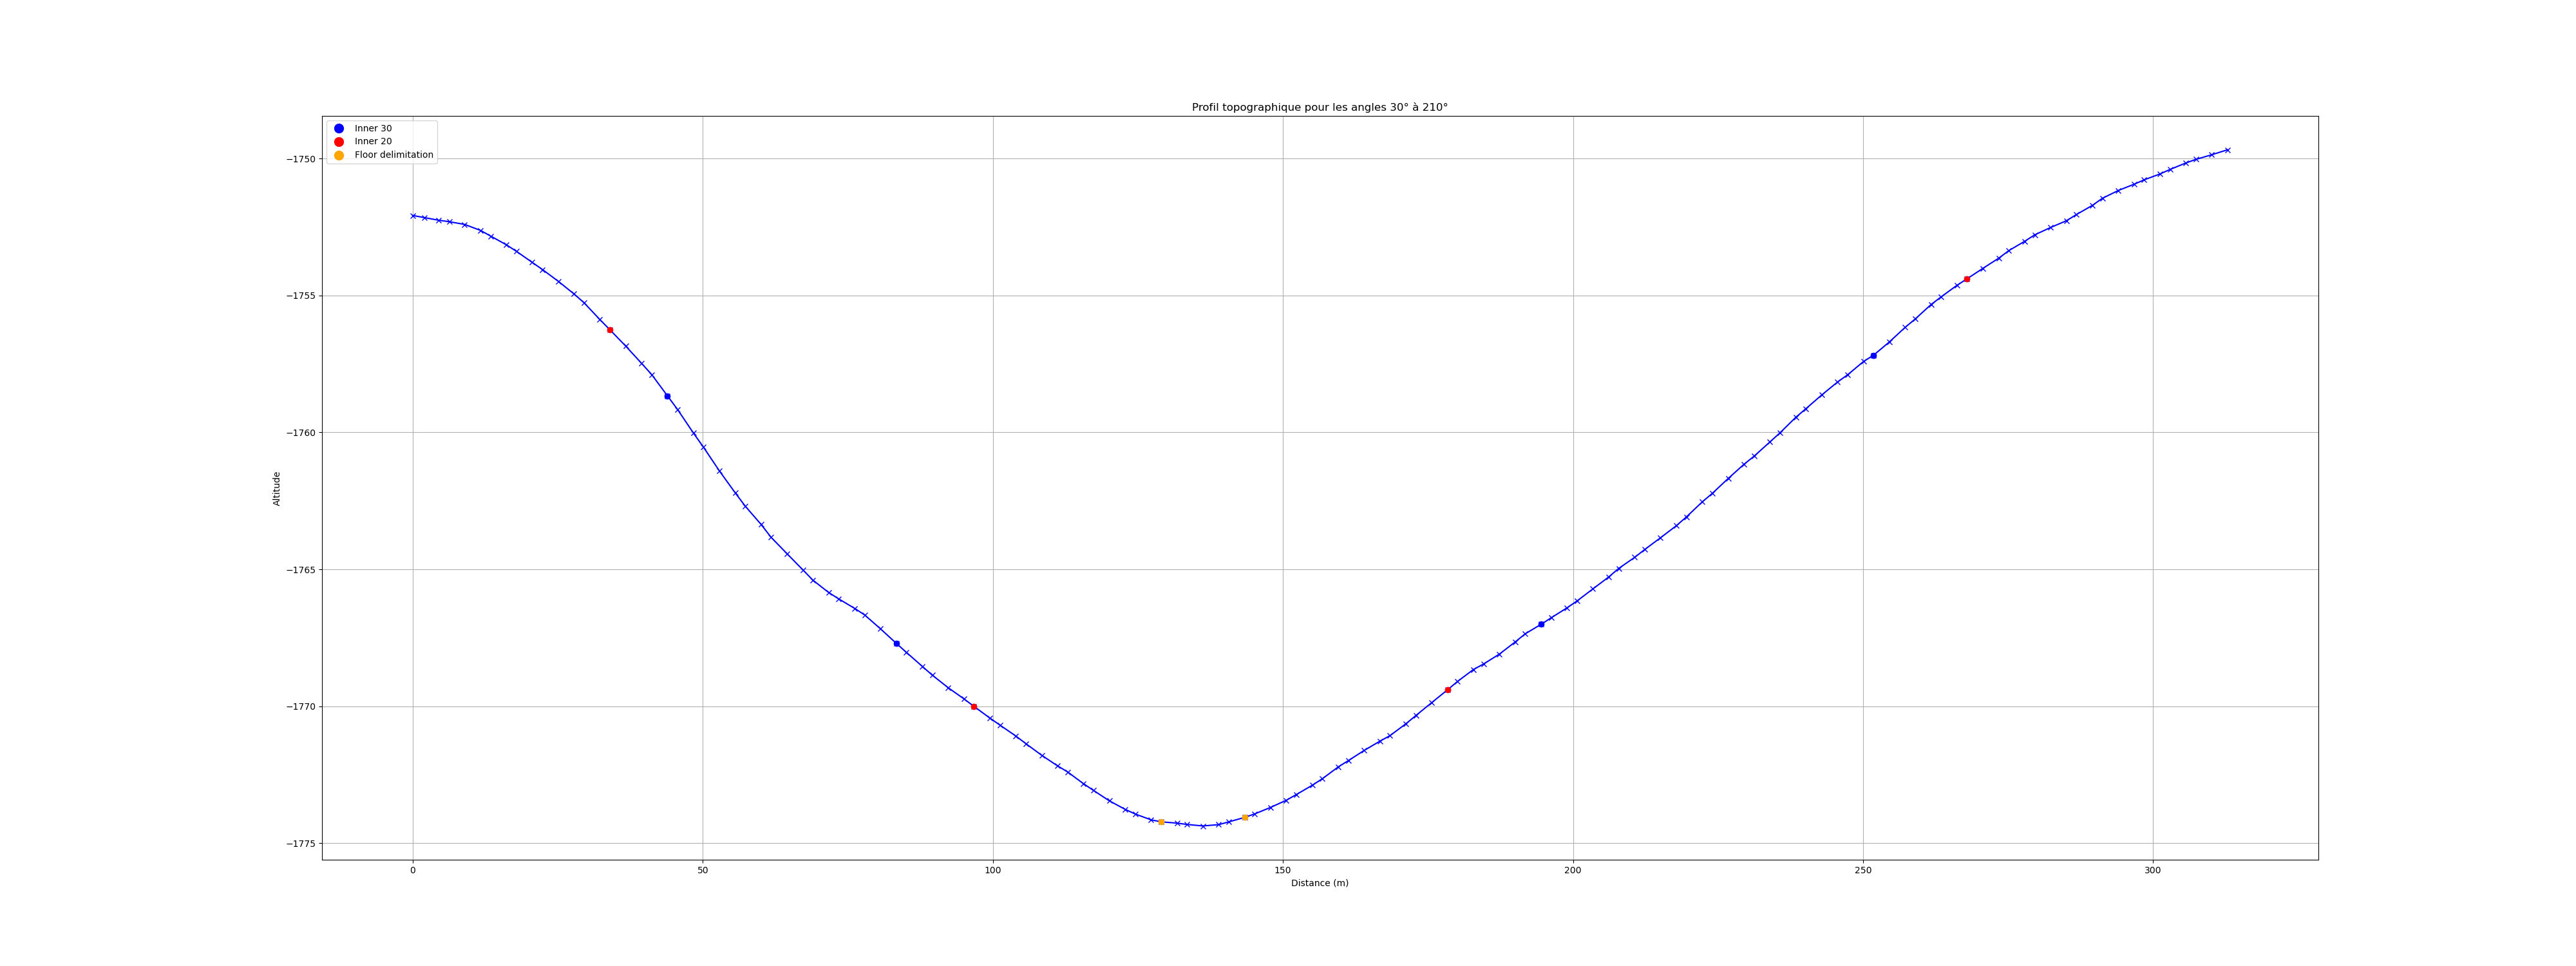 Profil topographique pour les angles 30° à 210°
Inner 30
Inner 20
Floor delimitation
−1750
−1755
−1760
−1765
−1770
−1775
Altitude
0 50 100 150 200 250 300
Distance (m)